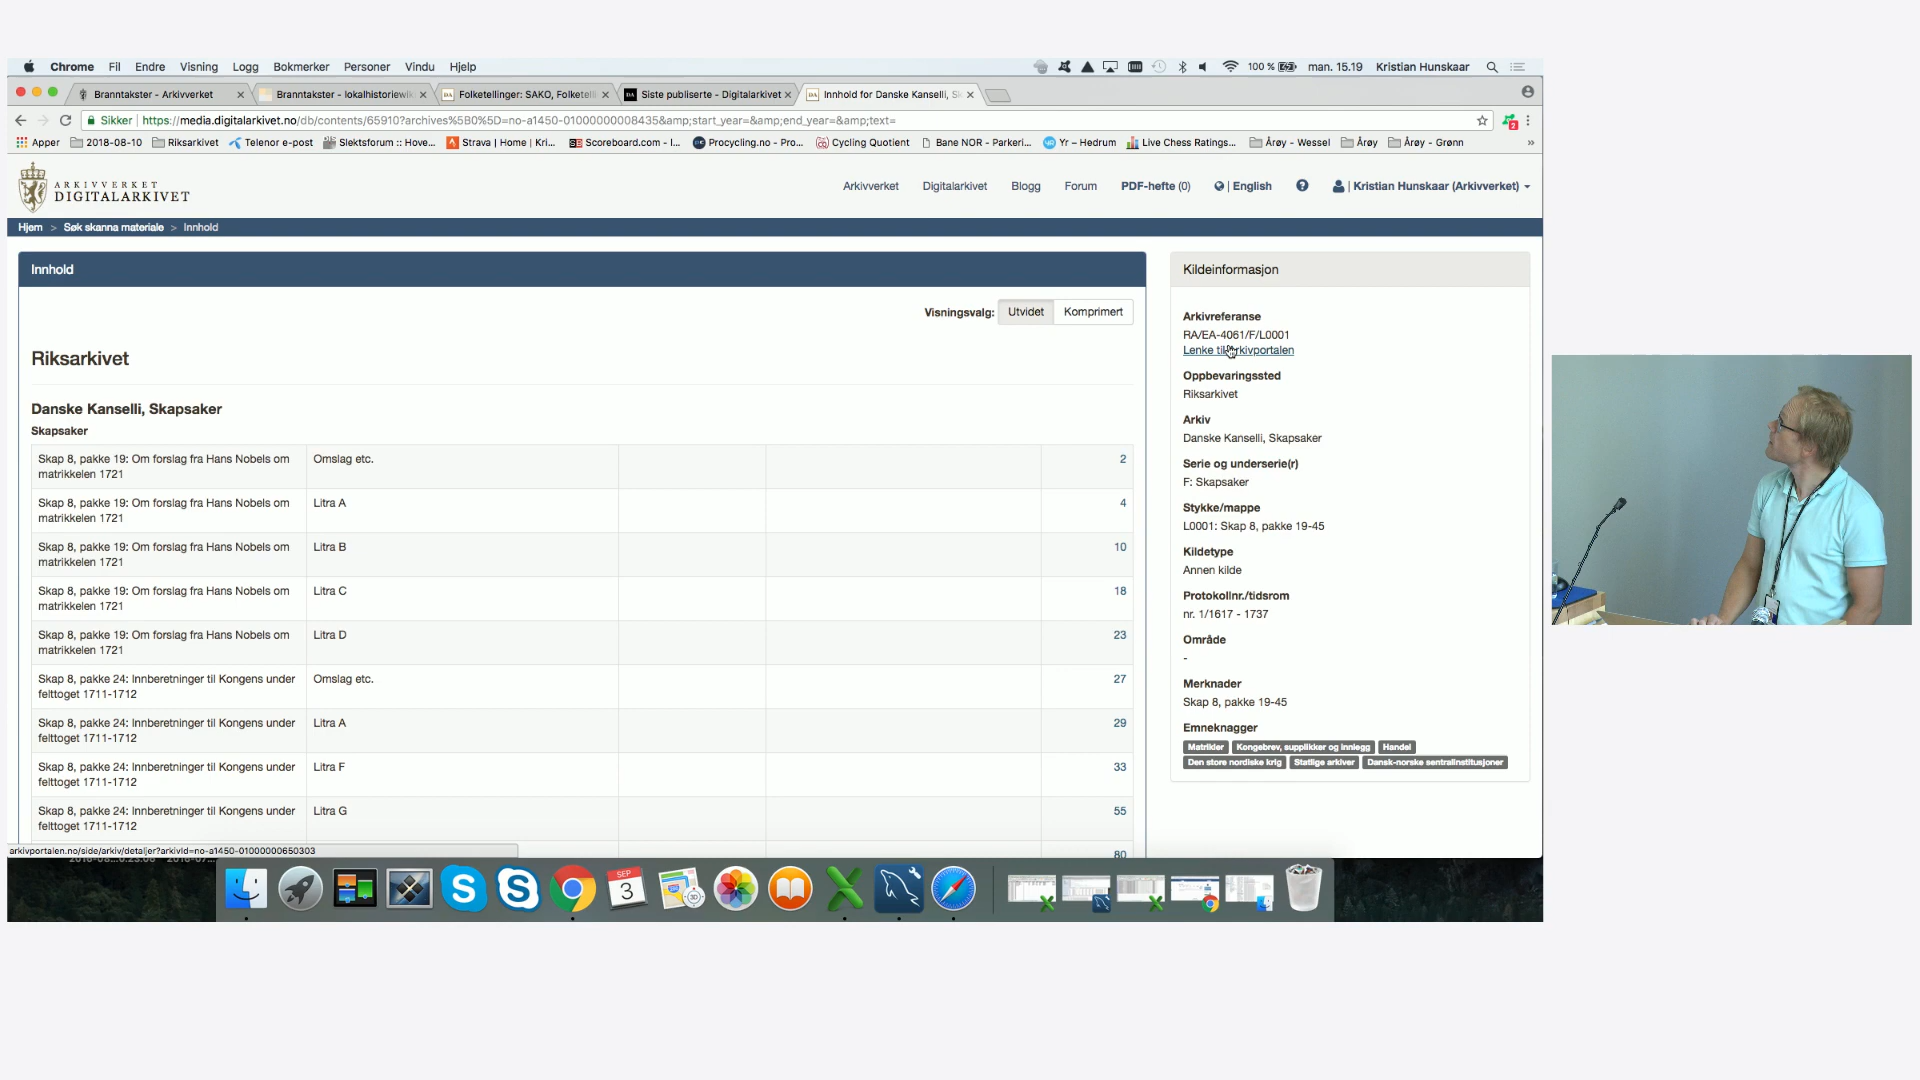 Chrome Fil Endre Visning Logg Bokmerker Personer Vindu Hjelp
100 % man. 15.19 Kristian Hunskaar
Branntakster - Arkivverket
Branntakster - lokalhistoriewik
Folketellinger: SAKO, Folketell
Siste publiserte - Digitalarkivet
Innhold for Danske Kanselli, Sk
Sikker https://media.digitalarkivet.no/db/contents/65910?archives%5B0%5D=no-a1450-01000000008435&amp;start_year=&amp;end_year=&amp;text=
Apper 2018-08-10 Riksarkivet Telenor e-post Slektsforum :: Hove... Strava | Home | Kri... Scoreboard.com - l... Procycling.no - Pro... Cycling Quotient Bane NOR - Parkeri... Yr – Hedrum Live Chess Ratings... Årøy - Wessel Årøy Årøy - Grønn »
ARKIVVERKET
DIGITALARKIVET
Arkivverket Digitalarkivet Blogg Forum PDF-hefte (0) | English | Kristian Hunskaar (Arkivverket)
Hjem > Søk skanna materiale > Innhold
Innhold
Visningsvalg: Utvidet Komprimert
Riksarkivet
Danske Kanselli, Skapsaker
Skapsaker
Skap 8, pakke 19: Om forslag fra Hans Nobels om Omslag etc. 2
matrikkelen 1721
Skap 8, pakke 19: Om forslag fra Hans Nobels om Litra A 4
matrikkelen 1721
Skap 8, pakke 19: Om forslag fra Hans Nobels om Litra B 10
matrikkelen 1721
Skap 8, pakke 19: Om forslag fra Hans Nobels om Litra C 18
matrikkelen 1721
Skap 8, pakke 19: Om forslag fra Hans Nobels om Litra D 23
matrikkelen 1721
Skap 8, pakke 24: Innberetninger til Kongens under Omslag etc. 27
felttoget 1711-1712
Skap 8, pakke 24: Innberetninger til Kongens under Litra A 29
felttoget 1711-1712
Skap 8, pakke 24: Innberetninger til Kongens under Litra F 33
felttoget 1711-1712
Skap 8, pakke 24: Innberetninger til Kongens under Litra G 55
felttoget 1711-1712
80
Kildeinformasjon
Arkivreferanse
RA/EA-4061/F/L0001
Lenke til Arkivportalen
Oppbevaringssted
Riksarkivet
Arkiv
Danske Kanselli, Skapsaker
Serie og underserie(r)
F: Skapsaker
Stykke/mappe
L0001: Skap 8, pakke 19-45
Kildetype
Annen kilde
Protokollnr./tidsrom
nr. 1/1617 - 1737
Område
-
Merknader
Skap 8, pakke 19-45
Emneknagger
Matrikler Kongebrev, supplikker og innlegg Handel
Den store nordiske krig Statlige arkiver Dansk-norske sentralinstitusjoner
arkivportalen.no/side/arkiv/detaljer?arkivId=no-a1450-01000000650303
SEP
3